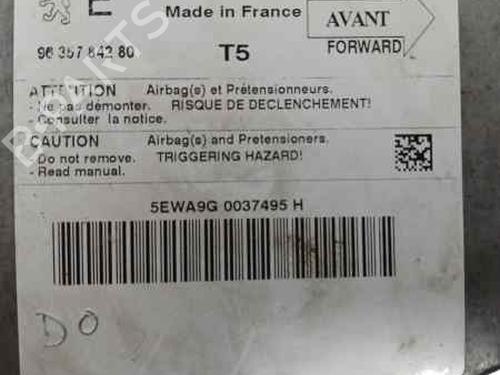 E
Made in France
AVANT
96 357 842 80
T5
FORWARD
ATTENTION Airbag(s) et Prétensionneurs.
- Ne pas démonter. RISQUE DE DECLENCHEMENT!
- Consulter la notice.
CAUTION Airbag(s) and Pretensioners.
- Do not remove. TRIGGERING HAZARD!
- Read manual.
5EWA9G 0037495 H
DO